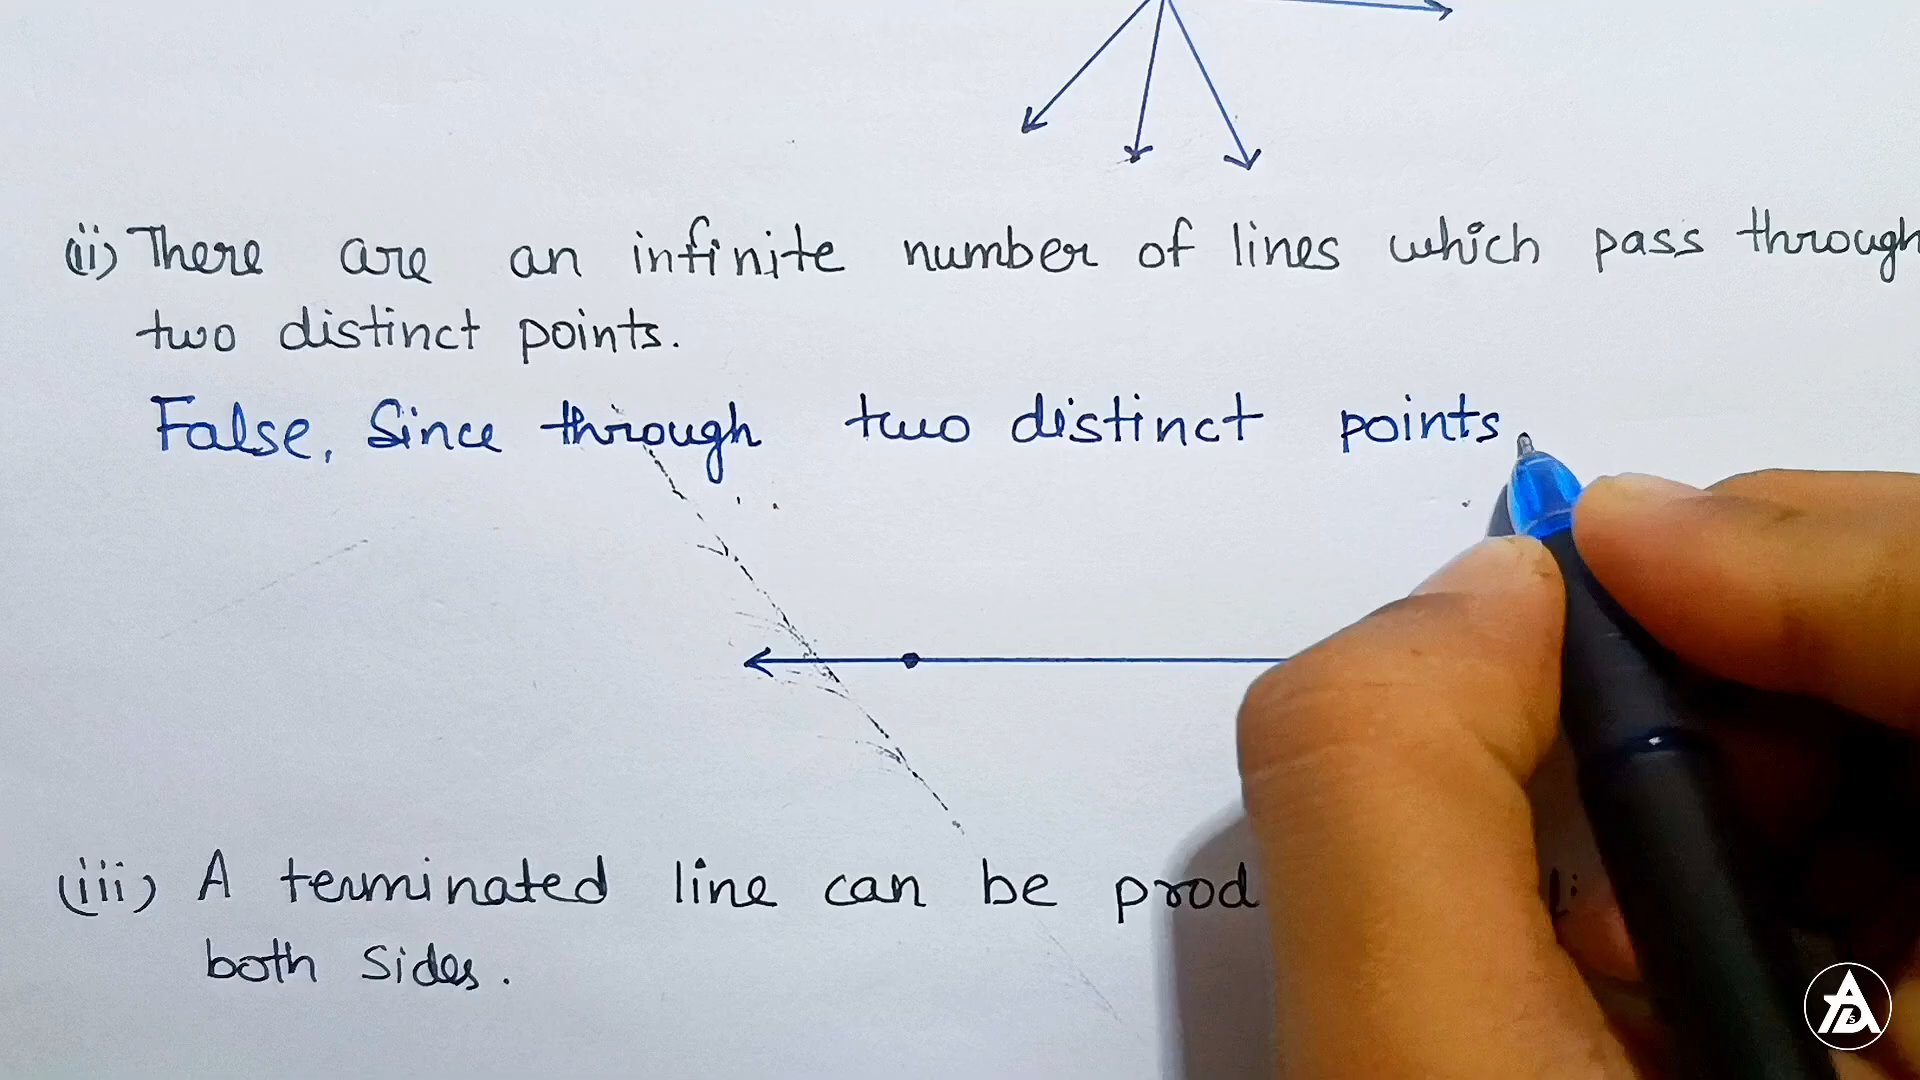 (ii) There are an infinite number of lines which pass through
two distinct points.
False, Since through two distinct points
(iii) A terminated line can be
both sides.